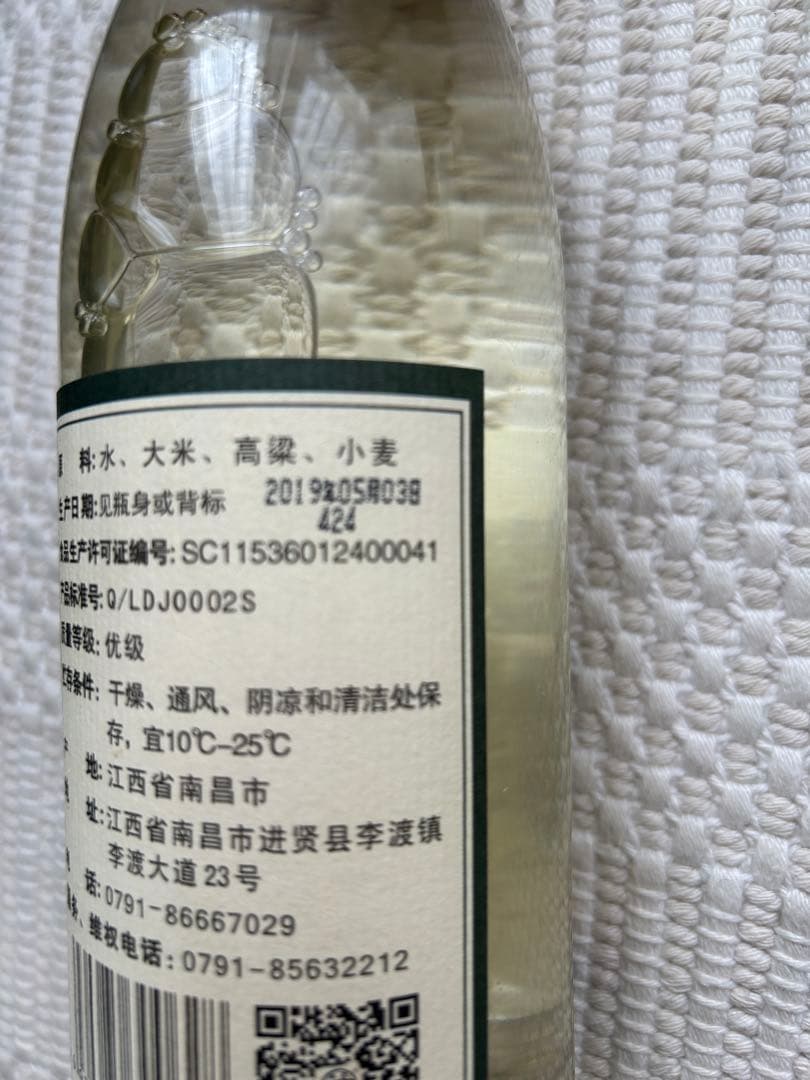 料:水、大米、高粱、小麦
生产日期:见瓶身或背标 2019年05月03日
424
食品生产许可证编号:SC11536012400041
产品标准号:Q/LDJ0002S
质量等级:优级
贮存条件:干燥、通风、阴凉和清洁处保
存,宜10℃-25℃
地:江西省南昌市
址:江西省南昌市进贤县李渡镇
李渡大道23号
话:0791-86667029
、维权电话:0791-85632212